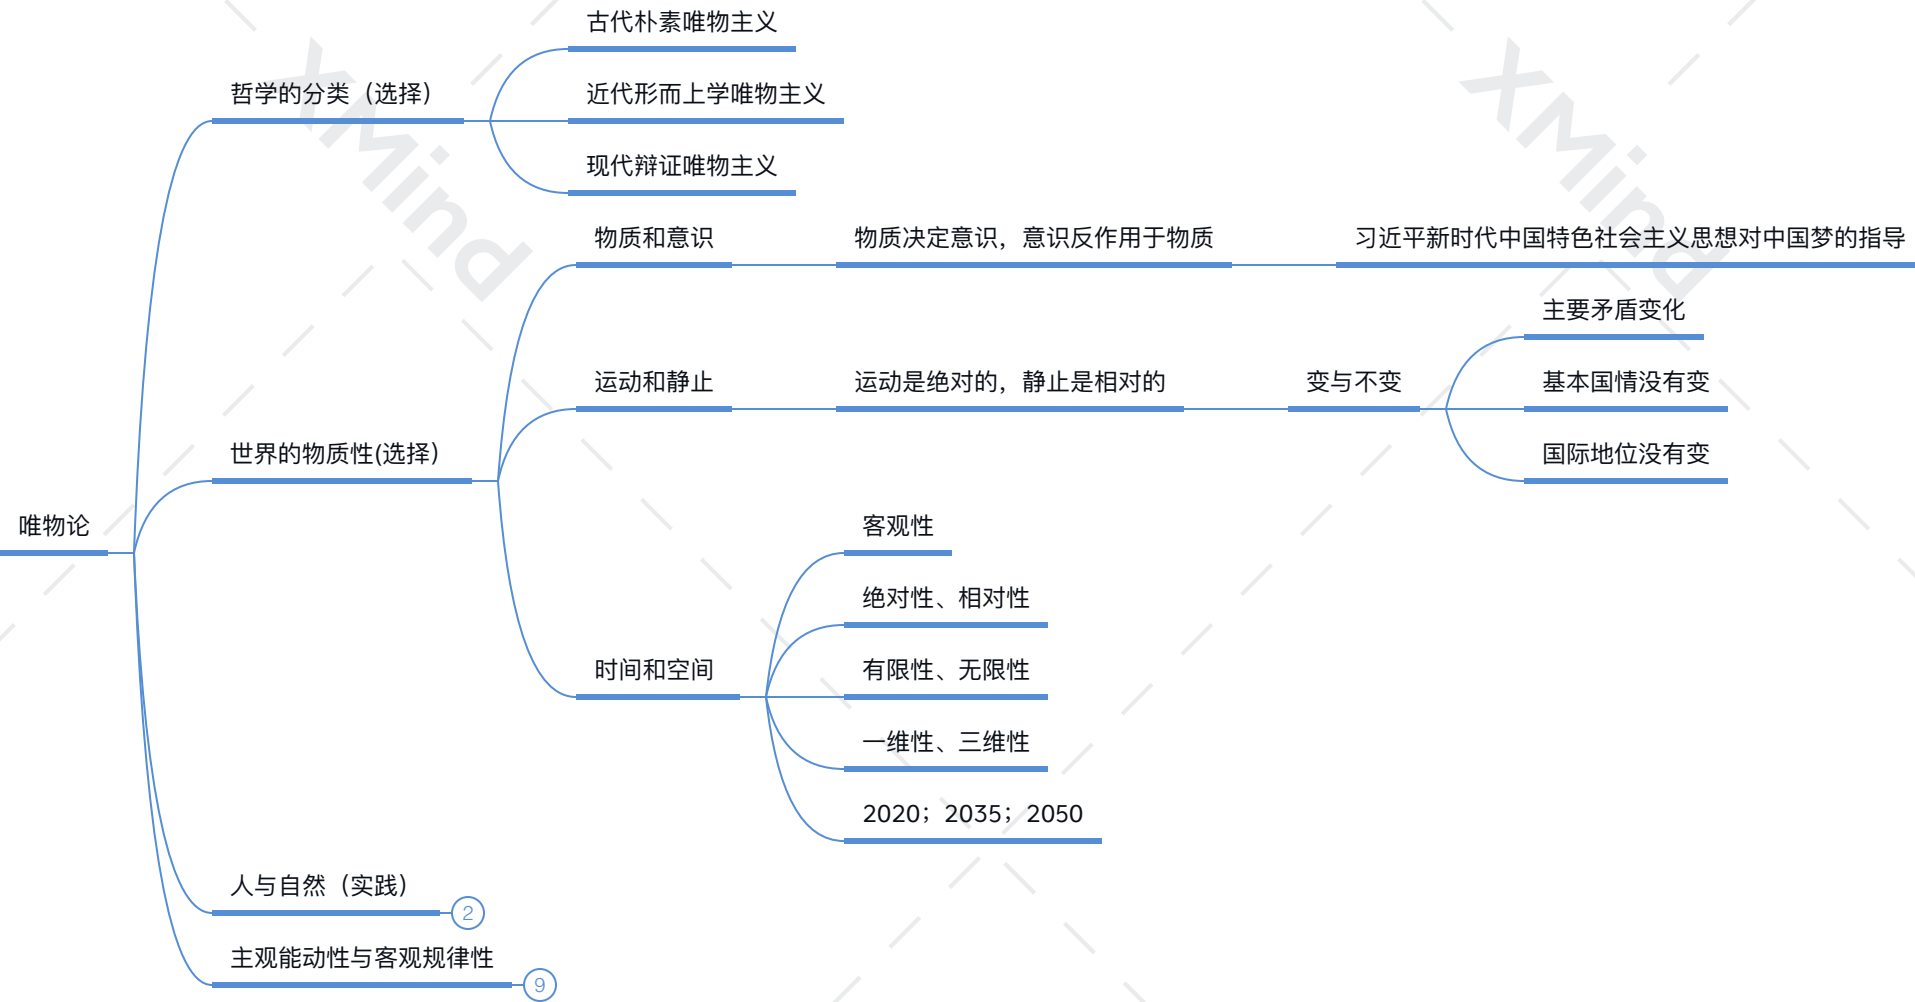 古代朴素唯物主义
哲学的分类（选择）
近代形而上学唯物主义
现代辩证唯物主义
物质和意识
物质决定意识，意识反作用于物质
习近平新时代中国特色社会主义思想对中国梦的指导
主要矛盾变化
运动和静止
运动是绝对的，静止是相对的
变与不变
基本国情没有变
世界的物质性(选择）
国际地位没有变
唯物论
客观性
绝对性、相对性
时间和空间
有限性、无限性
一维性、三维性
2020；2035；2050
人与自然（实践）
2
主观能动性与客观规律性
9
XMind
XMind